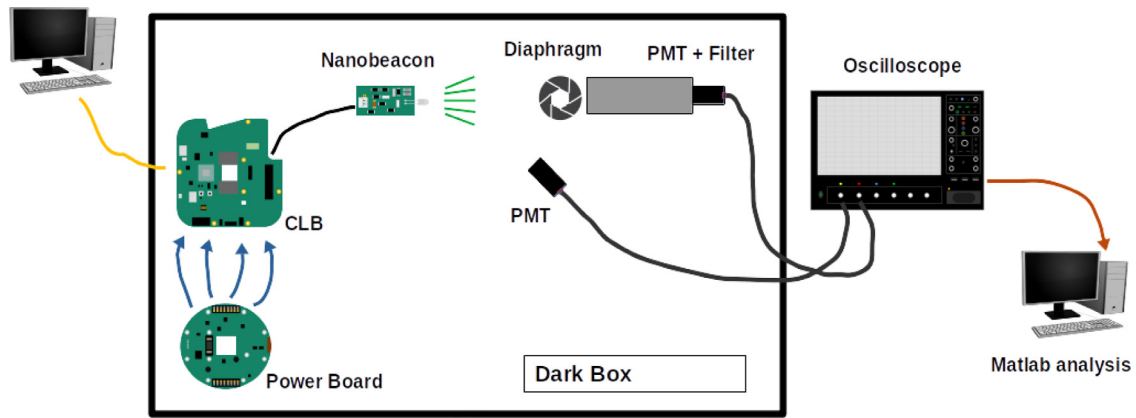 Nanobeacon
Diaphragm
PMT + Filter
Oscilloscope
PMT
CLB
Power Board
Dark Box
Matlab analysis